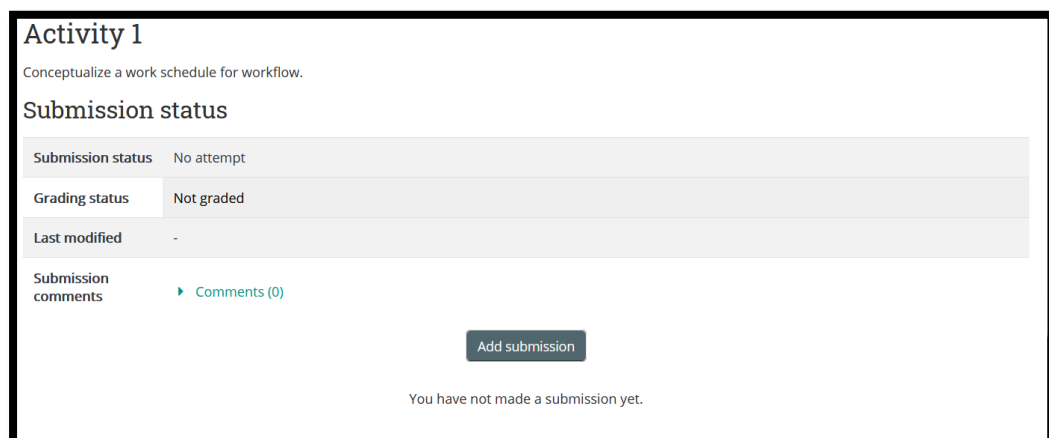 Activity 1
Conceptualize a work schedule for workflow.
Submission status
Submission status No attempt
Grading status Not graded
Last modified -
Submission
comments
Comments (0)
Add submission
You have not made a submission yet.